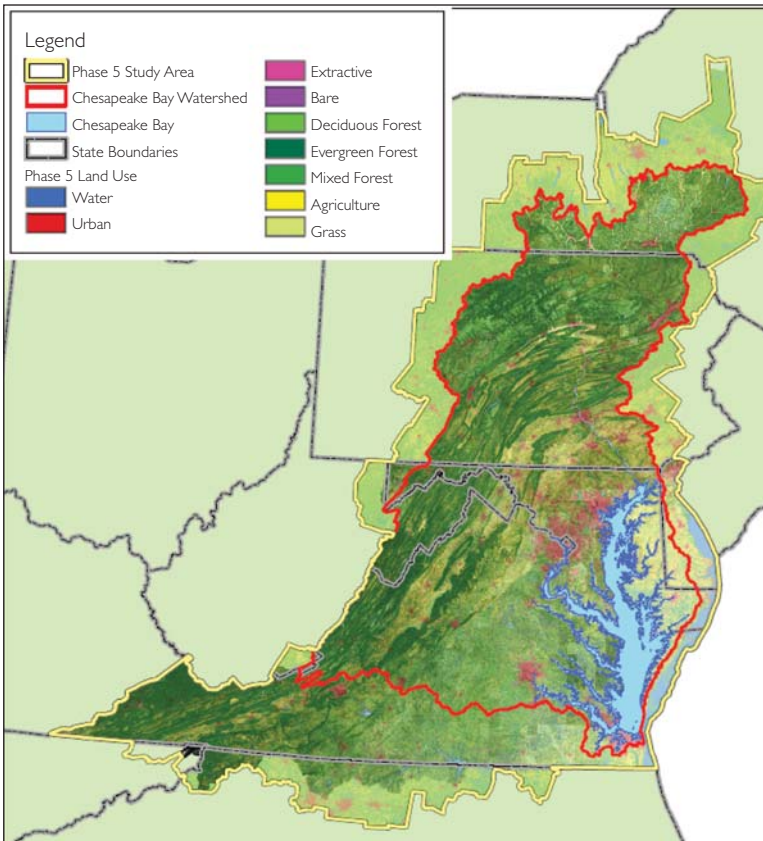 Legend
Phase 5 Study Area
Chesapeake Bay Watershed
Chesapeake Bay
State Boundaries
Phase 5 Land Use
Water
Urban
Extractive
Bare
Deciduous Forest
Evergreen Forest
Mixed Forest
Agriculture
Grass